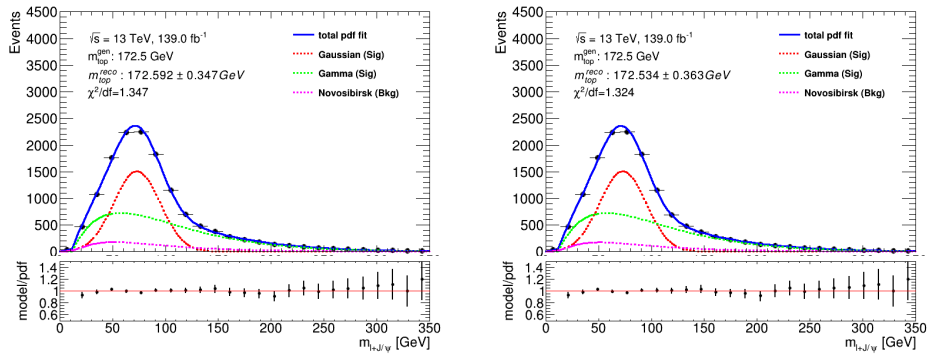 Events
4500
4000
3500
3000
2500
2000
1500
1000
500
0
√s = 13 TeV, 139.0 fb⁻¹
m_top^gen : 172.5 GeV
m_top^reco : 172.592 ± 0.347 GeV
χ²/df=1.347
total pdf fit
Gaussian (Sig)
Gamma (Sig)
Novosibirsk (Bkg)
model/pdf
1.4
1.2
1
0.8
0.6
0 50 100 150 200 250 300 350
m_l+J/ψ [GeV]
Events
4500
4000
3500
3000
2500
2000
1500
1000
500
0
√s = 13 TeV, 139.0 fb⁻¹
m_top^gen : 172.5 GeV
m_top^reco : 172.534 ± 0.363 GeV
χ²/df=1.324
total pdf fit
Gaussian (Sig)
Gamma (Sig)
Novosibirsk (Bkg)
model/pdf
1.4
1.2
1
0.8
0.6
0 50 100 150 200 250 300 350
m_l+J/ψ [GeV]